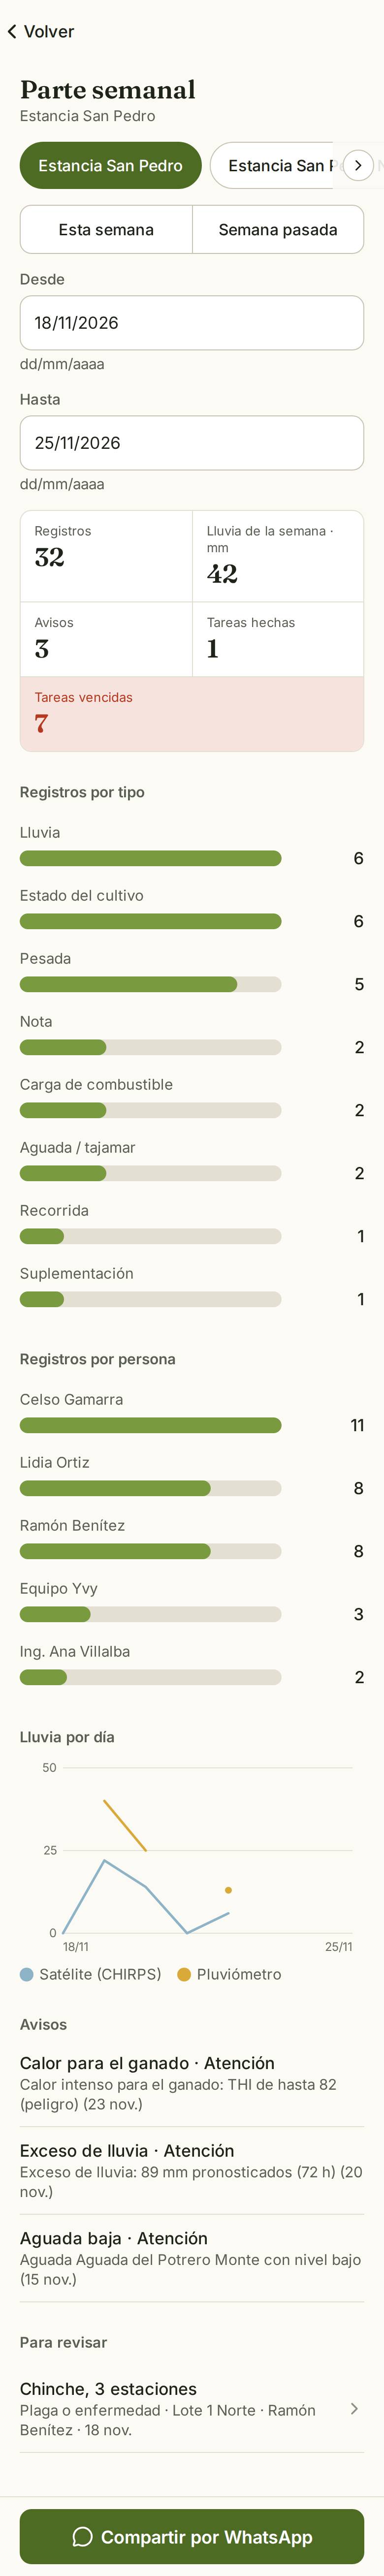 Volver
Parte semanal
Estancia San Pedro
Estancia San Pedro
Estancia San
Esta semana
Semana pasada
Desde
18/11/2026
dd/mm/aaaa
Hasta
25/11/2026
dd/mm/aaaa
Registros
32
Lluvia de la semana ·
mm
42
Avisos
3
Tareas hechas
1
Tareas vencidas
7
Registros por tipo
Lluvia
6
Estado del cultivo
6
Pesada
5
Nota
2
Carga de combustible
2
Aguada / tajamar
2
Recorrida
1
Suplementación
1
Registros por persona
Celso Gamarra
11
Lidia Ortiz
8
Ramón Benítez
8
Equipo Yvy
3
Ing. Ana Villalba
2
Lluvia por día
50
25
0
18/11
25/11
Satélite (CHIRPS)
Pluviómetro
Avisos
Calor para el ganado · Atención
Calor intenso para el ganado: THI de hasta 82
(peligro) (23 nov.)
Exceso de lluvia · Atención
Exceso de lluvia: 89 mm pronosticados (72 h) (20
nov.)
Aguada baja · Atención
Aguada Aguada del Potrero Monte con nivel bajo
(15 nov.)
Para revisar
Chinche, 3 estaciones
Plaga o enfermedad · Lote 1 Norte · Ramón
Benítez · 18 nov.
Compartir por WhatsApp